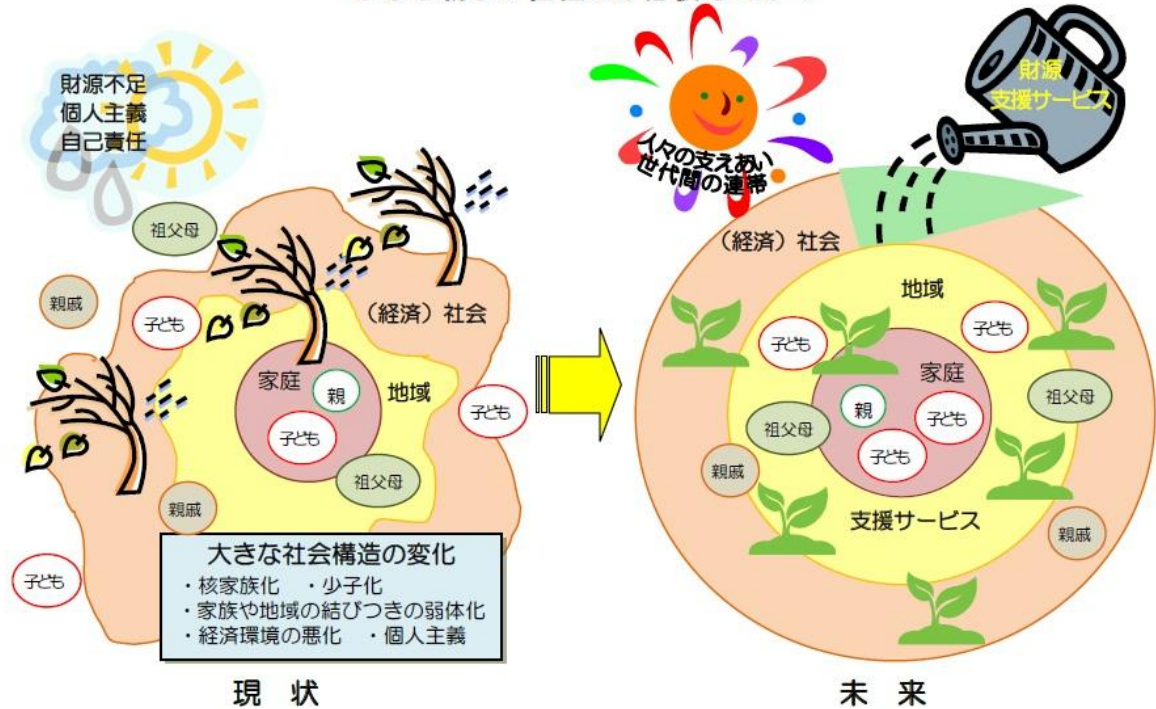 財源不足
個人主義
自己責任
祖父母
親戚
子ども
(経済)社会
家庭
親
地域
子ども
子ども
祖父母
親戚
子ども
大きな社会構造の変化
・核家族化 ・少子化
・家族や地域の結びつきの弱体化
・経済環境の悪化 ・個人主義
現 状
人々の支えあい
世代間の連帯
財源
支援サービス
(経済)社会
地域
子ども
子ども
家庭
親
子ども
祖父母
祖父母
子ども
親戚
支援サービス
親戚
未 来